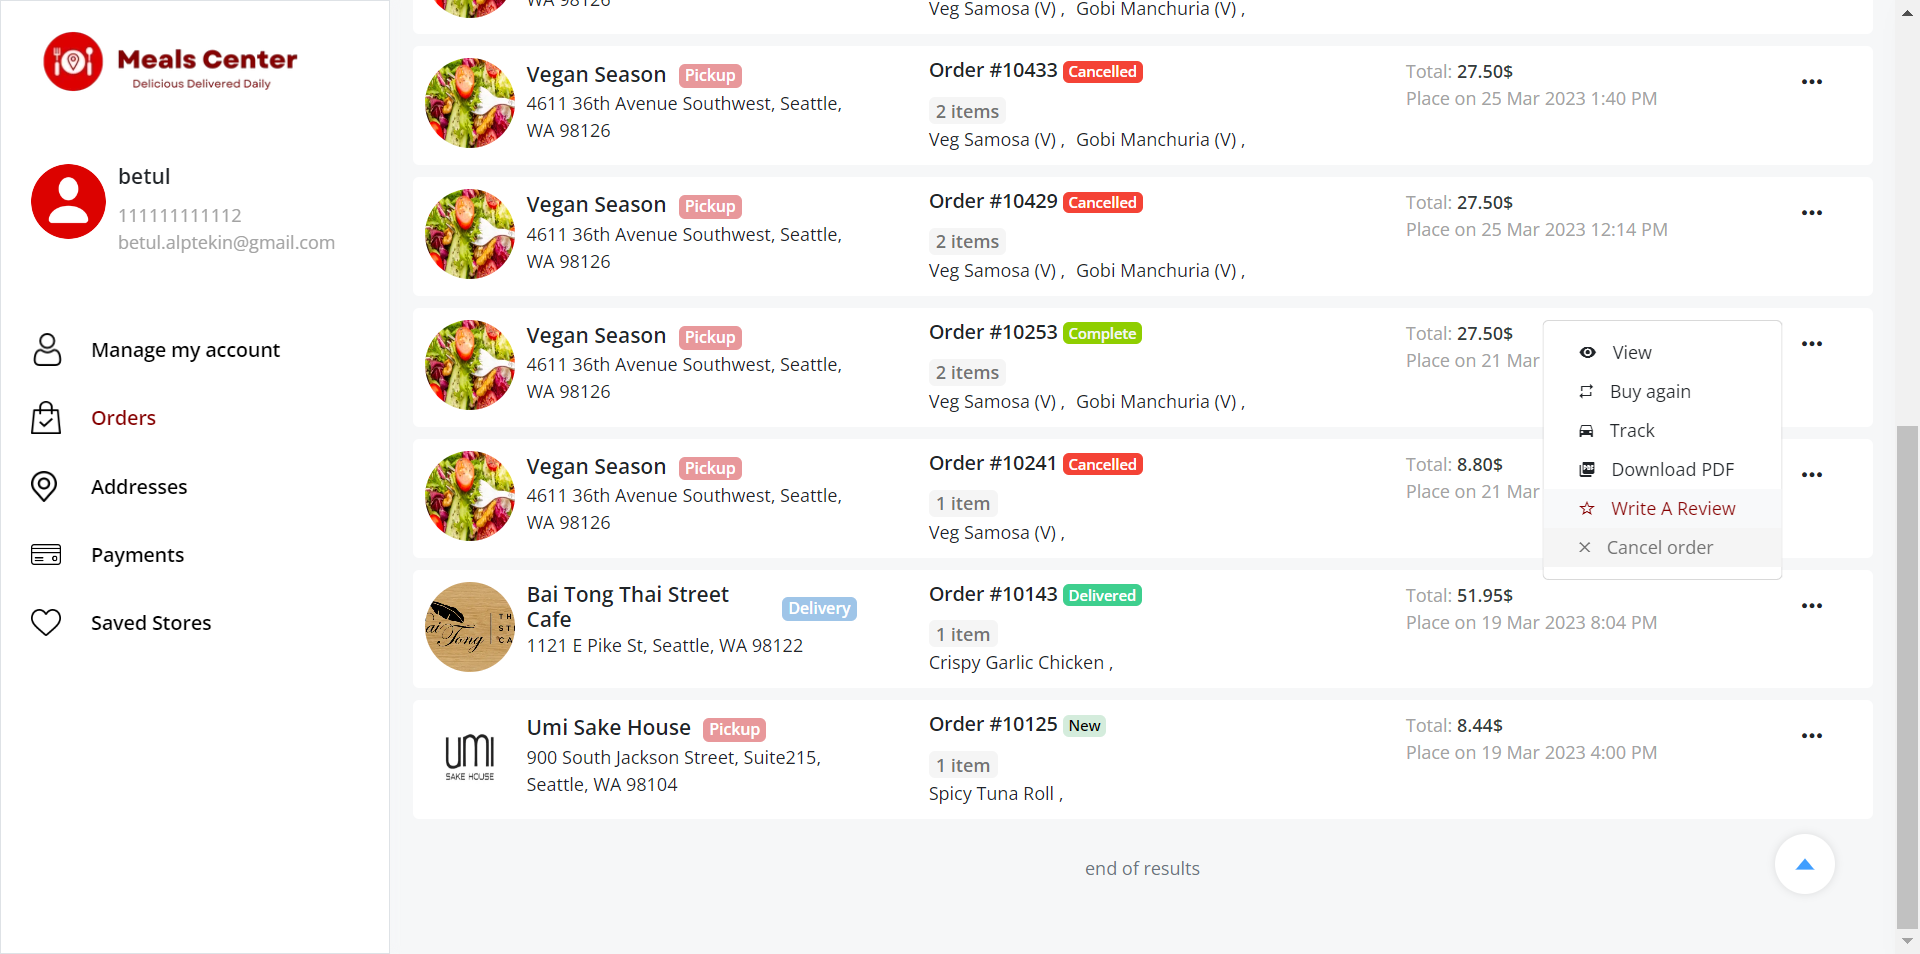 Meals Center
Delicious Delivered Daily
betul
111111111112
betul.alptekin@gmail.com
Manage my account
Orders
Addresses
Payments
Saved Stores
WA 98126
Veg Samosa (V) , Gobi Manchuria (V) ,
Vegan Season Pickup
4611 36th Avenue Southwest, Seattle,
WA 98126
Order #10433 Cancelled
2 items
Veg Samosa (V) , Gobi Manchuria (V) ,
Total: 27.50$
Place on 25 Mar 2023 1:40 PM
Vegan Season Pickup
4611 36th Avenue Southwest, Seattle,
WA 98126
Order #10429 Cancelled
2 items
Veg Samosa (V) , Gobi Manchuria (V) ,
Total: 27.50$
Place on 25 Mar 2023 12:14 PM
Vegan Season Pickup
4611 36th Avenue Southwest, Seattle,
WA 98126
Order #10253 Complete
2 items
Veg Samosa (V) , Gobi Manchuria (V) ,
Total: 27.50$
Place on 21 Mar
View
Buy again
Track
Download PDF
Write A Review
Cancel order
Vegan Season Pickup
4611 36th Avenue Southwest, Seattle,
WA 98126
Order #10241 Cancelled
1 item
Veg Samosa (V) ,
Total: 8.80$
Place on 21 Mar
Bai Tong Thai Street
Cafe
Delivery
1121 E Pike St, Seattle, WA 98122
Order #10143 Delivered
1 item
Crispy Garlic Chicken ,
Total: 51.95$
Place on 19 Mar 2023 8:04 PM
UMI
SAKE HOUSE
Umi Sake House Pickup
900 South Jackson Street, Suite215,
Seattle, WA 98104
Order #10125 New
1 item
Spicy Tuna Roll ,
Total: 8.44$
Place on 19 Mar 2023 4:00 PM
end of results